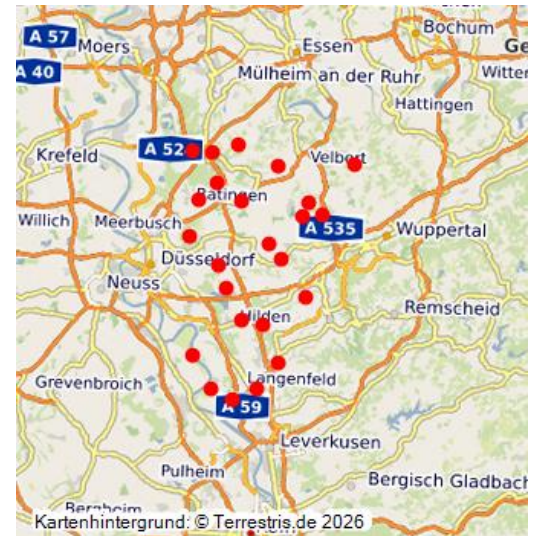 Bochum
A 57
Moers
Essen
Ge
A 40
Mülheim an der Ruhr
Witter
Hattingen
A 52
Krefeld
Velbert
Ratingen
Willich
Meerbusch
A 535
Wuppertal
Düsseldorf
Neuss
Remscheid
Hilden
Grevenbroich
Langenfeld
A 59
Leverkusen
Pulheim
Bergisch Gladbach
Bergheim
Kartenhintergrund: © Terrestris.de 2026